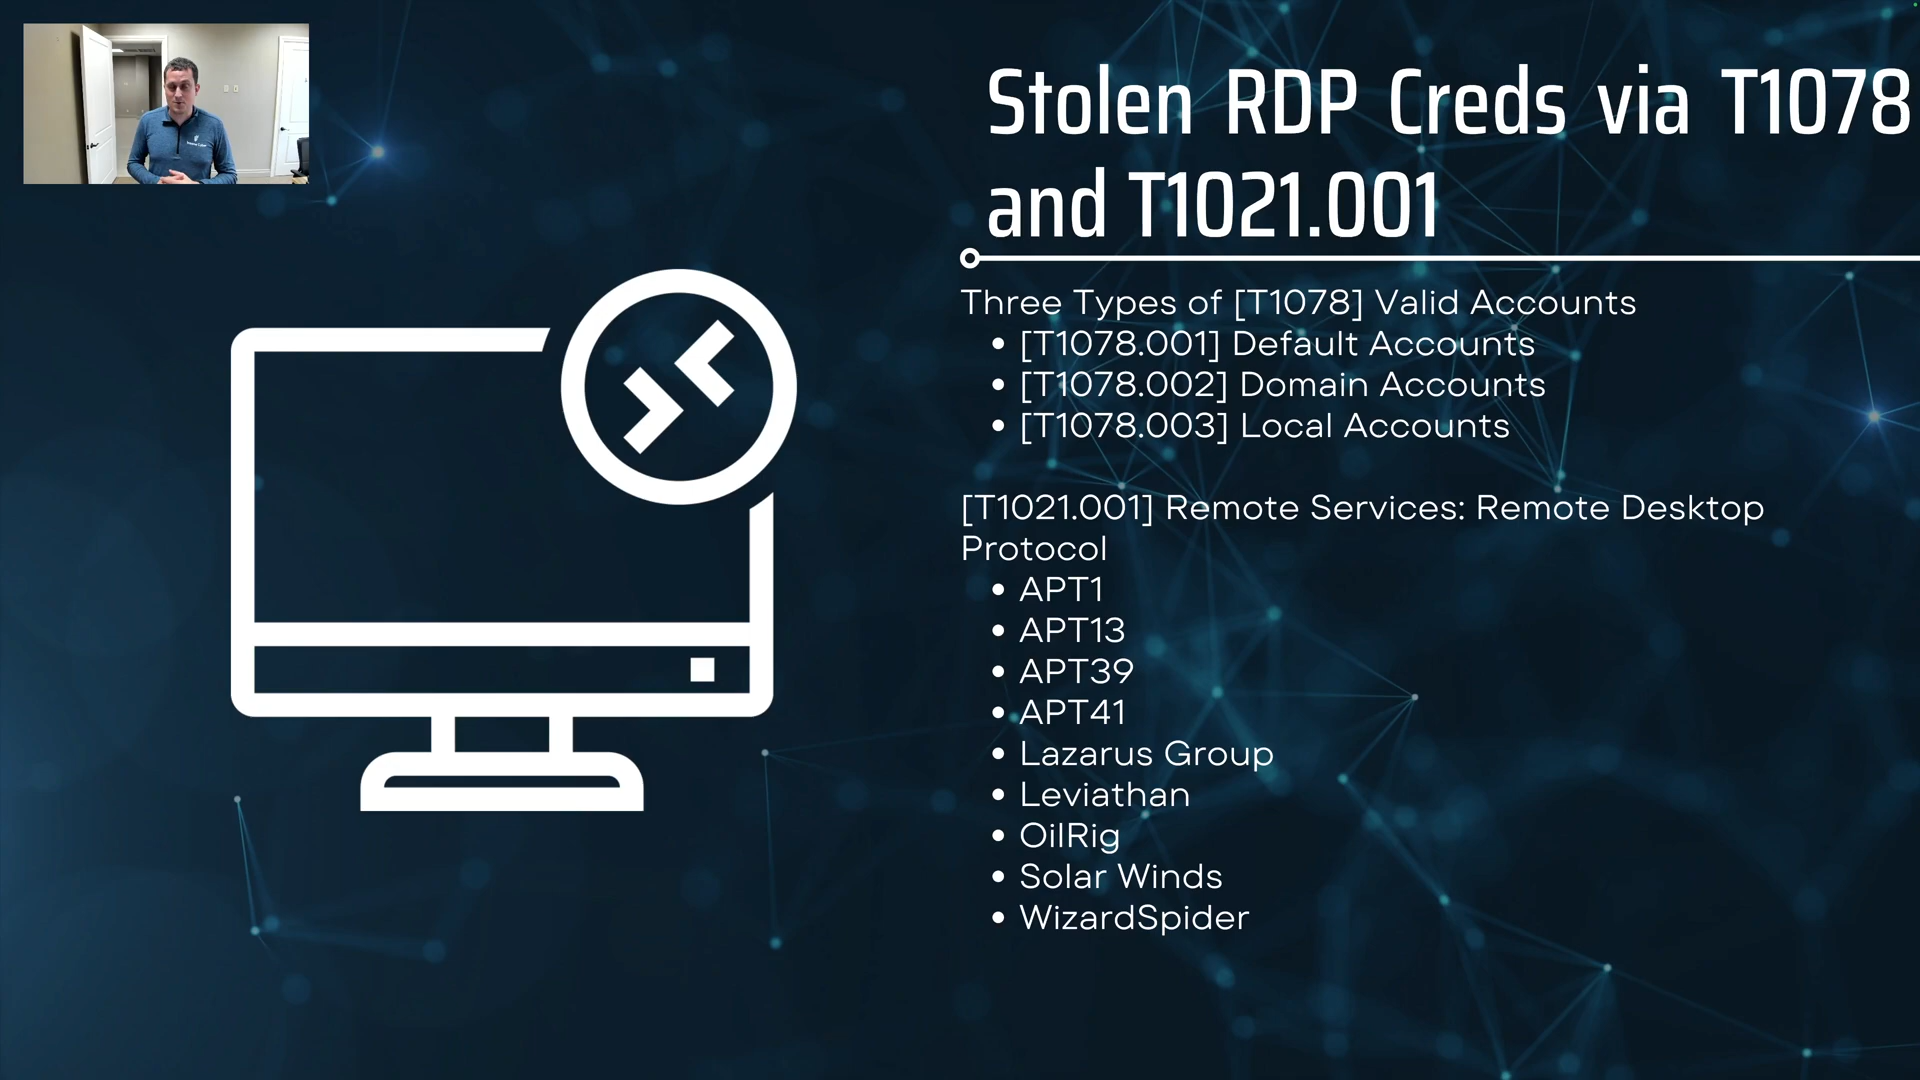 Stolen RDP Creds via T1078
and T1021.001
Three Types of [T1078] Valid Accounts
• [T1078.001] Default Accounts
• [T1078.002] Domain Accounts
• [T1078.003] Local Accounts
[T1021.001] Remote Services: Remote Desktop
Protocol
• APT1
• APT13
• APT39
• APT41
• Lazarus Group
• Leviathan
• OilRig
• Solar Winds
• WizardSpider